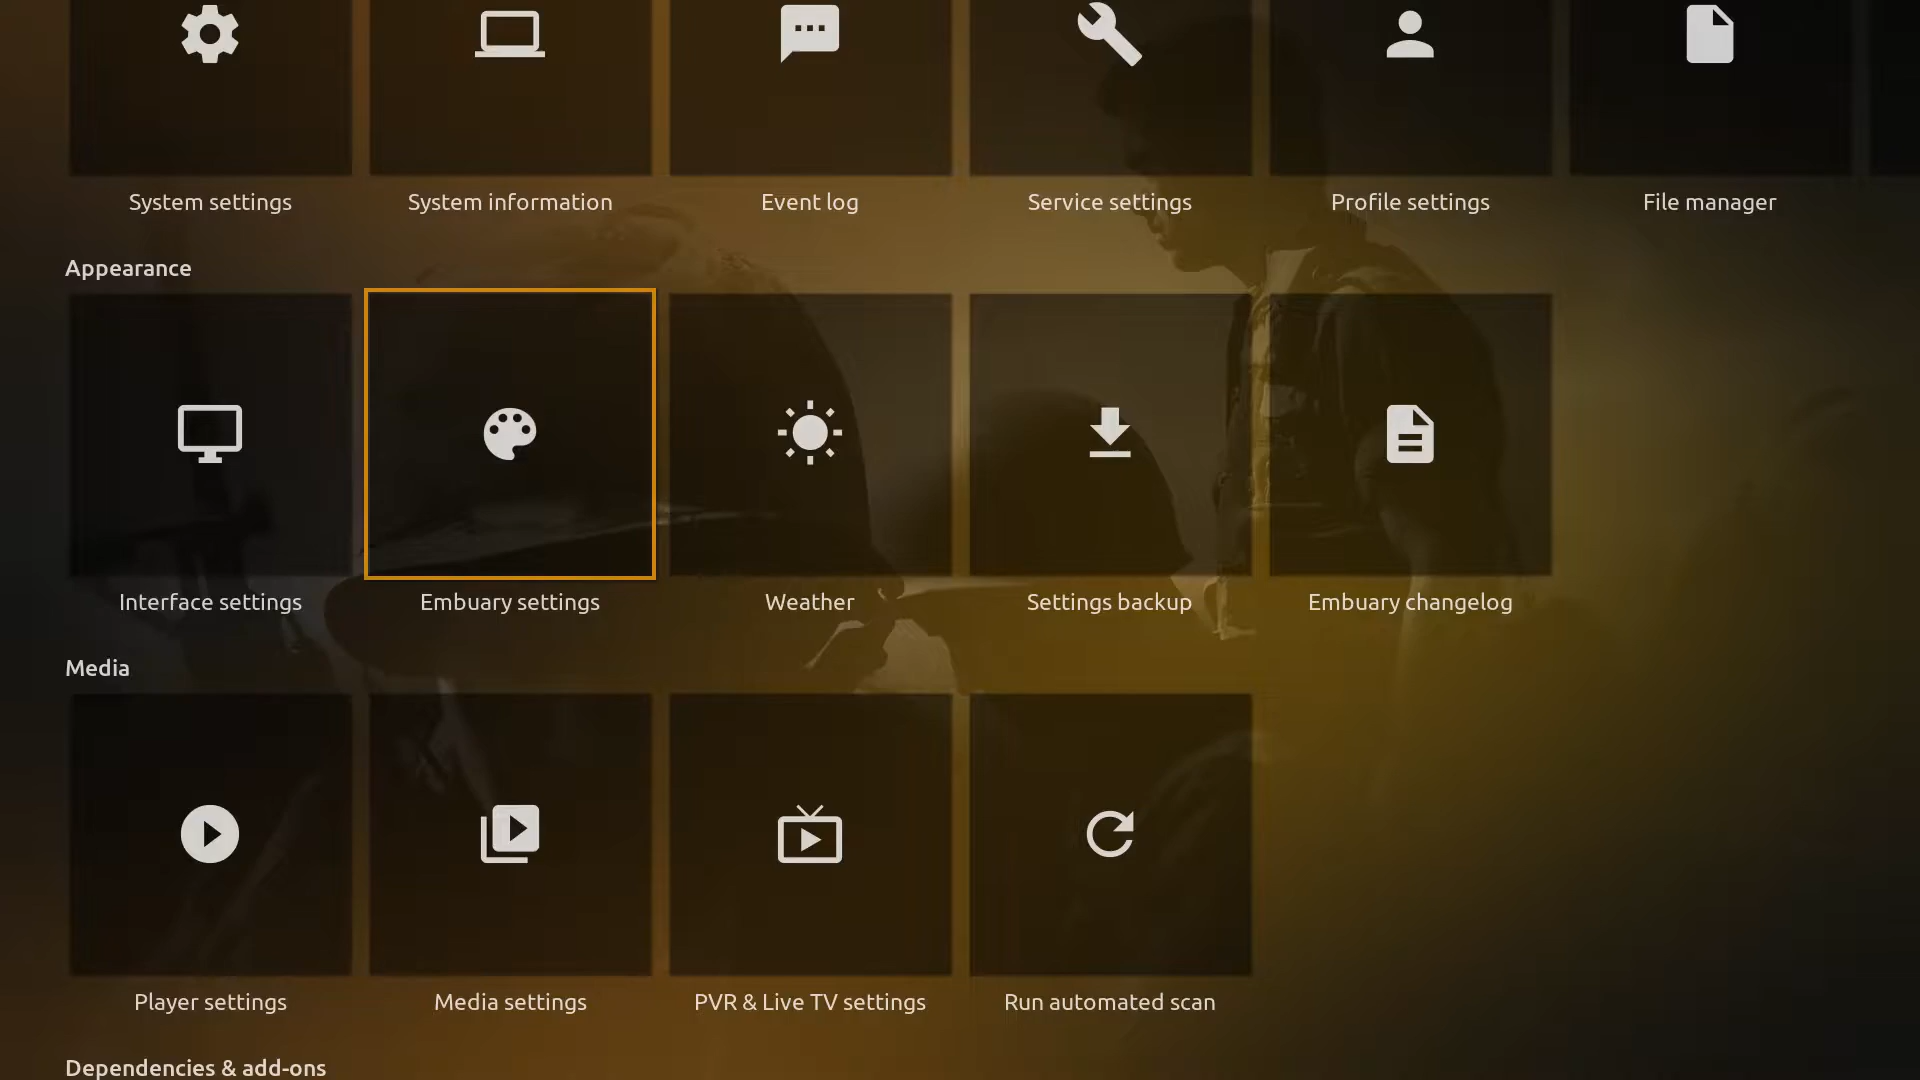 System settings
System information
Event log
Service settings
Profile settings
File manager
Appearance
Interface settings
Embuary settings
Weather
Settings backup
Embuary changelog
Media
Player settings
Media settings
PVR & Live TV settings
Run automated scan
Dependencies & add-ons